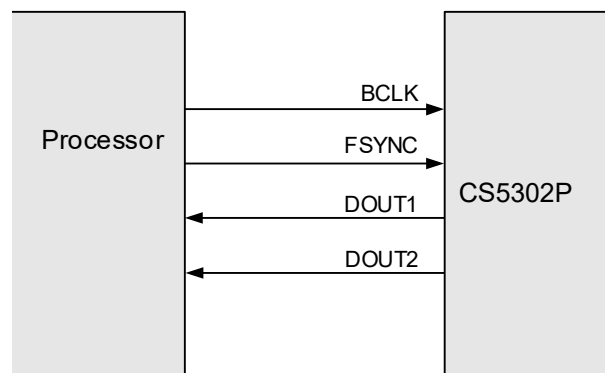 BCLK
Processor
FSYNC
CS5302P
DOUT1
DOUT2